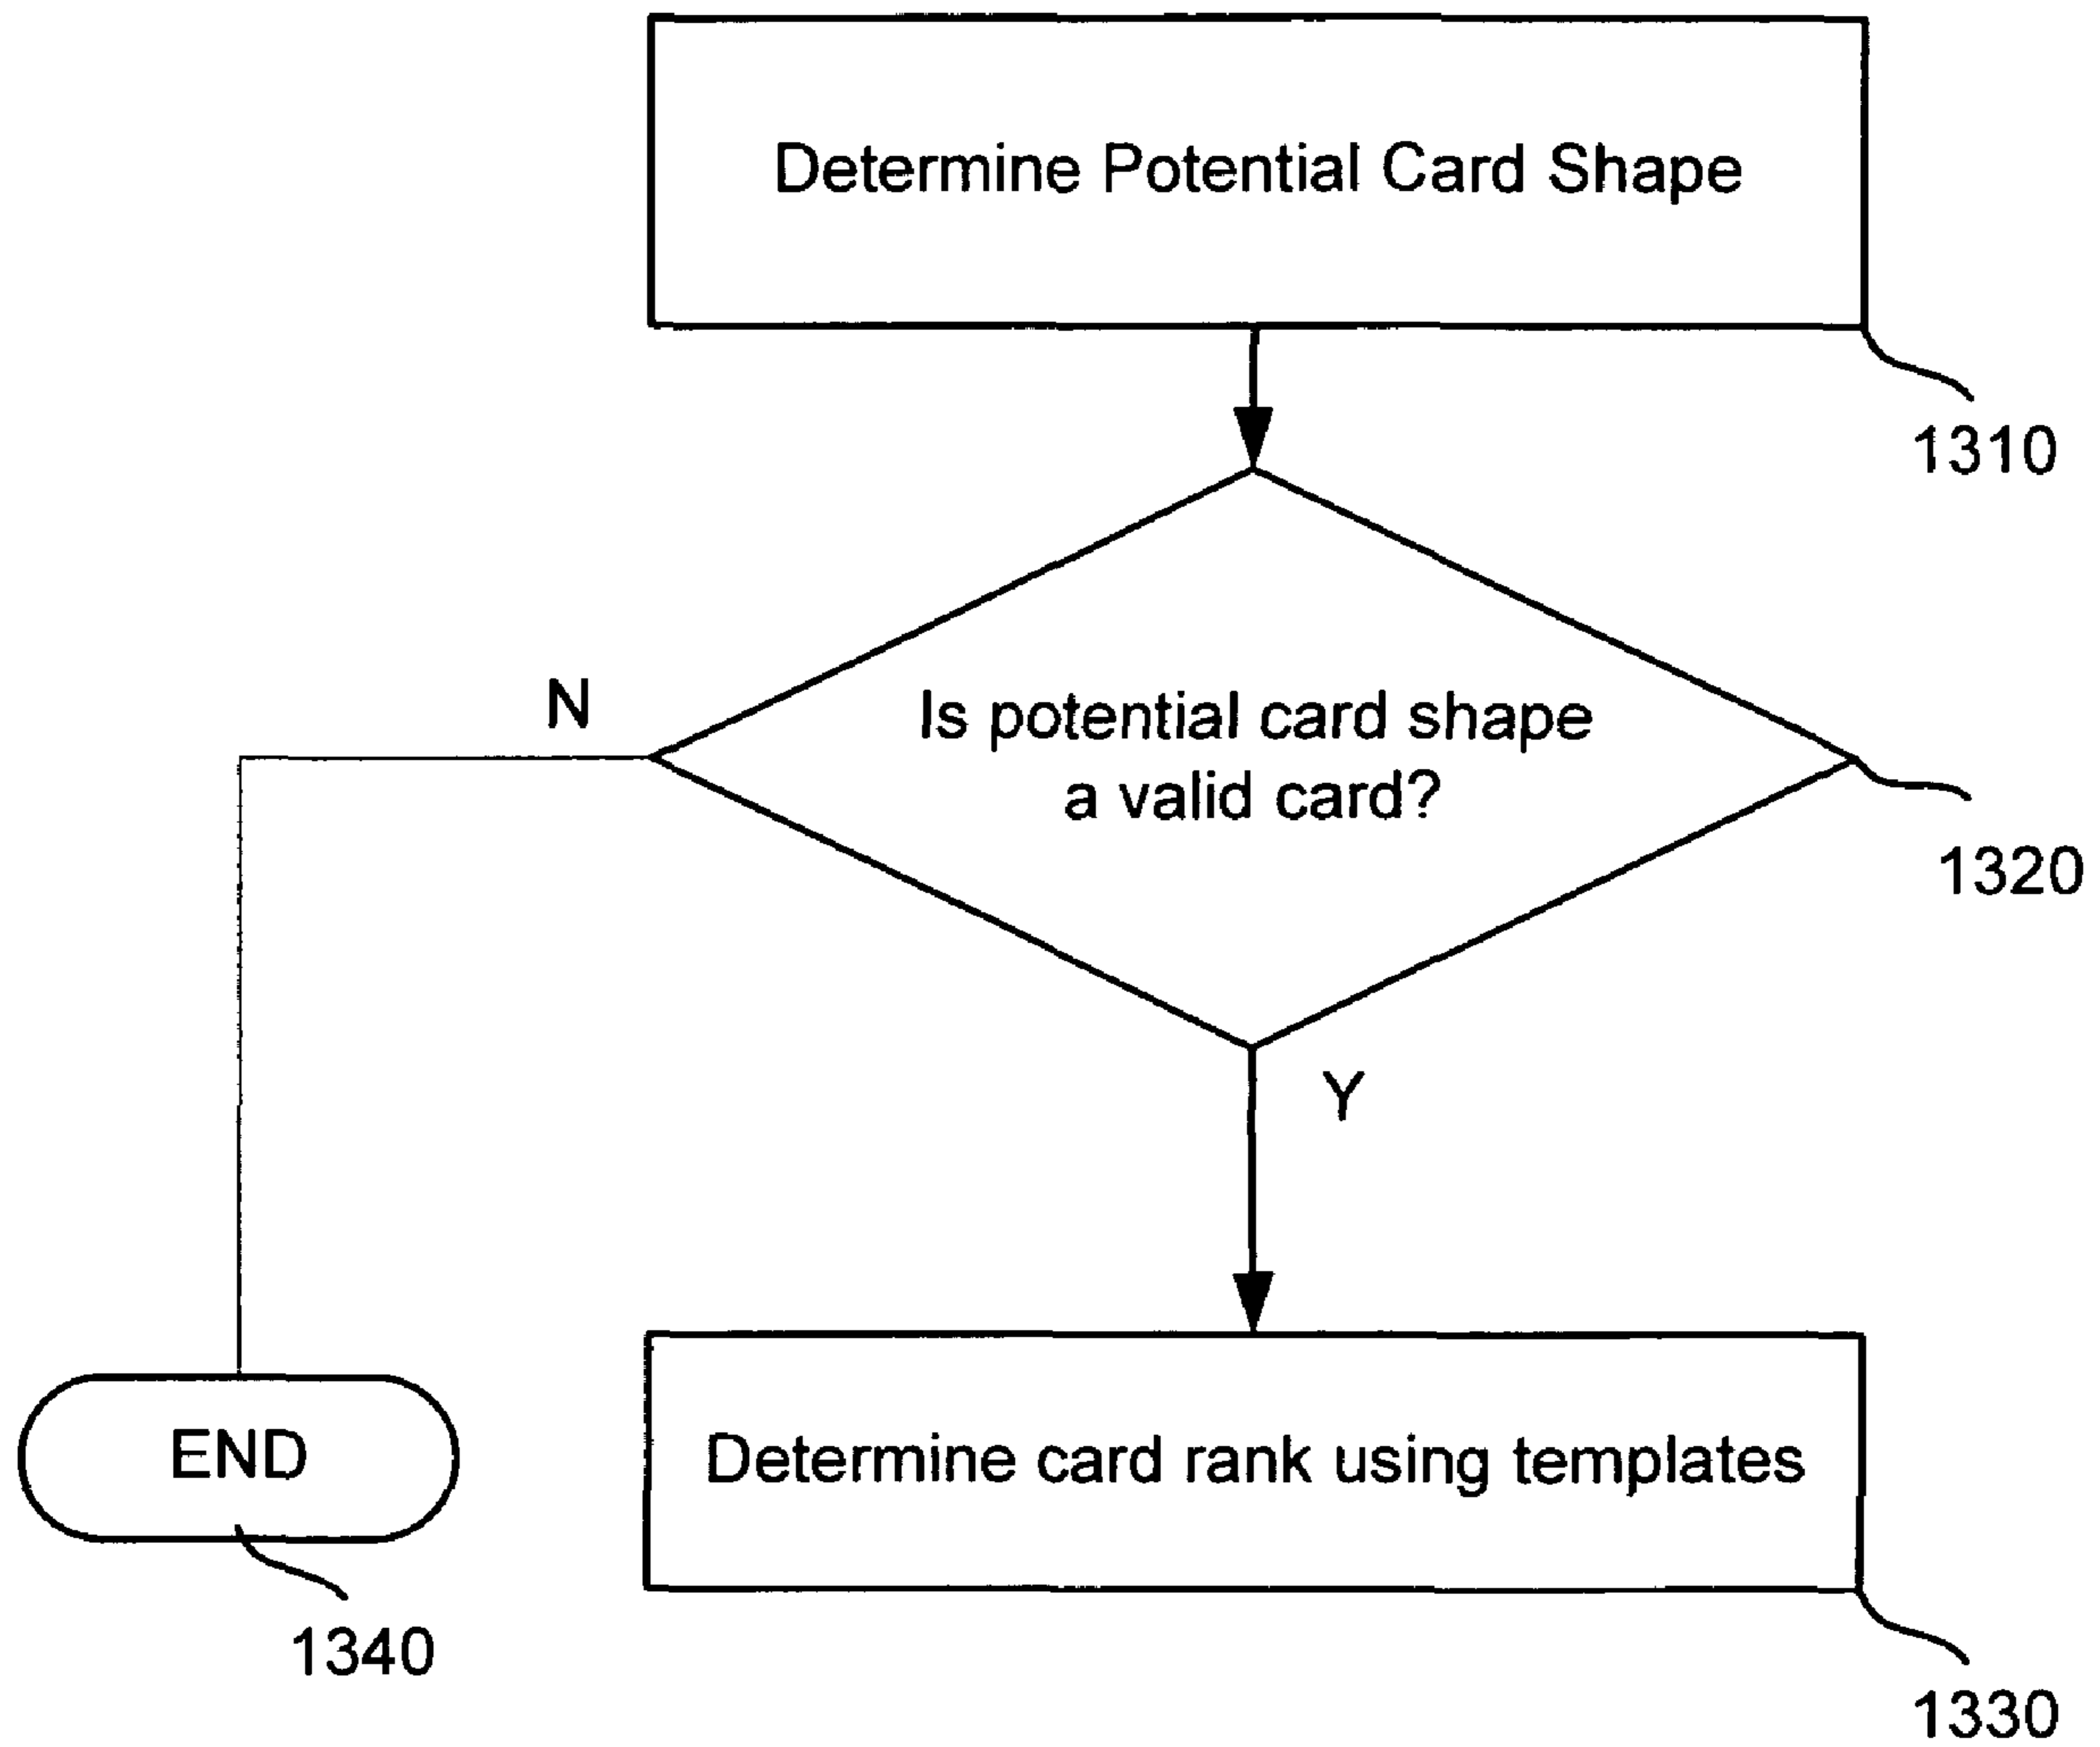 Determine Potential Card Shape
1310
N
Is potential card shape
a valid card?
1320
Y
END
Determine card rank using templates
1340
1330